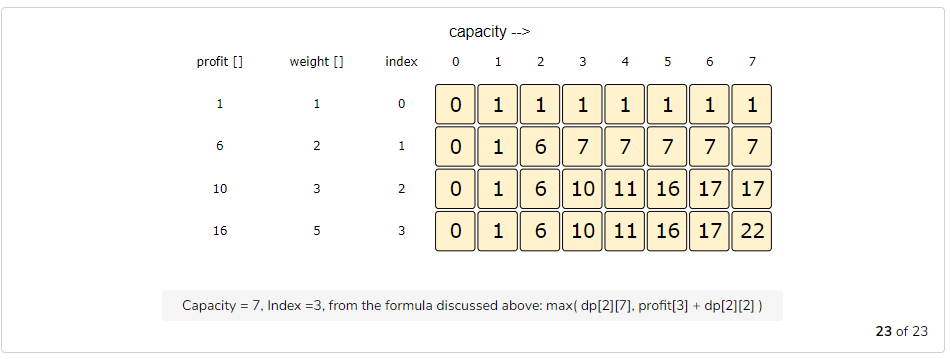 capacity -->
profit [] weight [] index 0 1 2 3 4 5 6 7
1 1 0 0 1 1 1 1 1 1 1
6 2 1 0 1 6 7 7 7 7 7
10 3 2 0 1 6 10 11 16 17 17
16 5 3 0 1 6 10 11 16 17 22
Capacity = 7, Index =3, from the formula discussed above: max( dp[2][7], profit[3] + dp[2][2] )
23 of 23